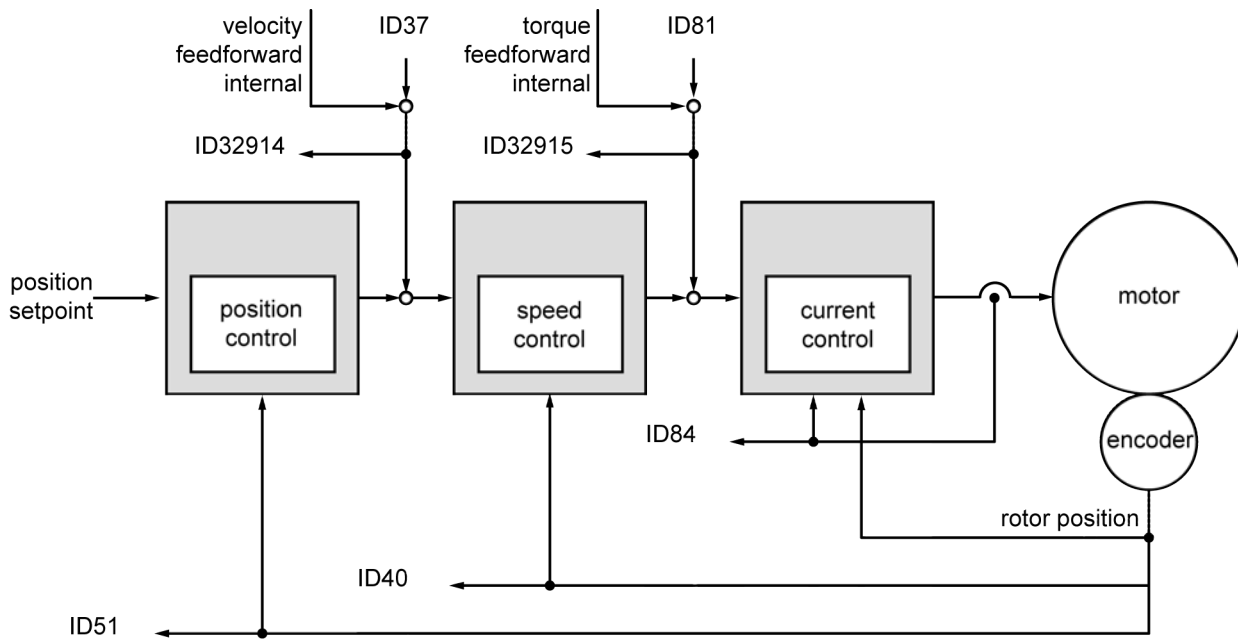 velocity
feedforward
internal
ID37
torque
feedforward
internal
ID81
ID32914
ID32915
position
setpoint
position
control
speed
control
current
control
motor
ID84
encoder
rotor position
ID40
ID51